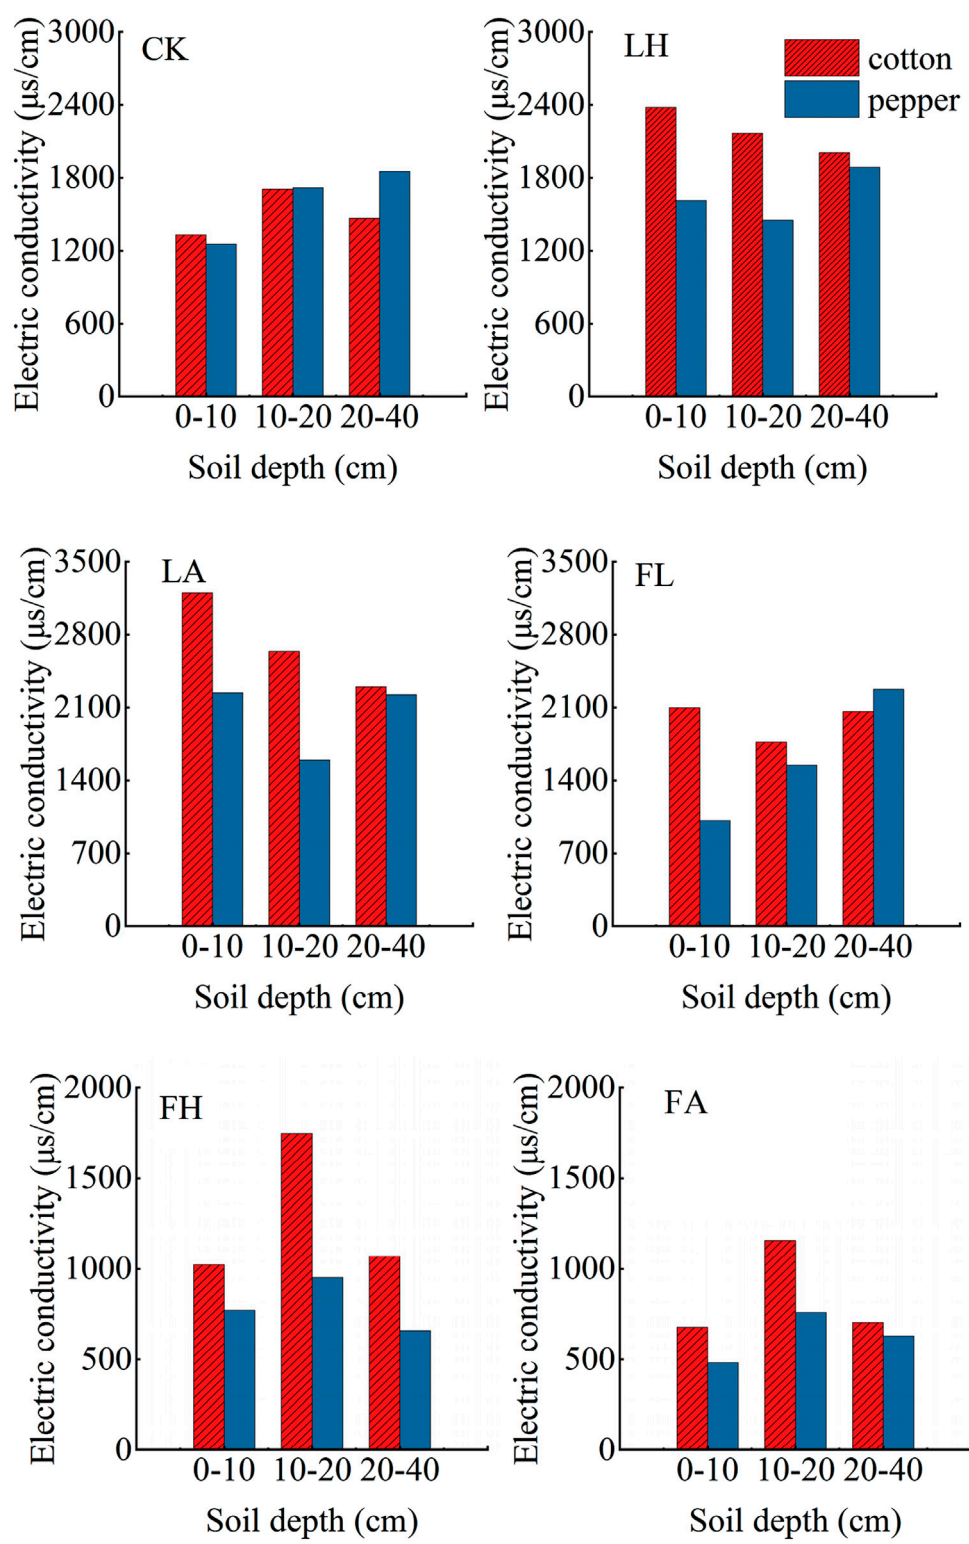 CK
Electric conductivity (μs/cm)
3000
2400
1800
1200
600
0
0-10 10-20 20-40
Soil depth (cm)
LH
cotton
pepper
Electric conductivity (μs/cm)
3000
2400
1800
1200
600
0
0-10 10-20 20-40
Soil depth (cm)
LA
Electric conductivity (μs/cm)
3500
2800
2100
1400
700
0
0-10 10-20 20-40
Soil depth (cm)
FL
Electric conductivity (μs/cm)
3500
2800
2100
1400
700
0
0-10 10-20 20-40
Soil depth (cm)
FH
Electric conductivity (μs/cm)
2000
1500
1000
500
0
0-10 10-20 20-40
Soil depth (cm)
FA
Electric conductivity (μs/cm)
2000
1500
1000
500
0
0-10 10-20 20-40
Soil depth (cm)